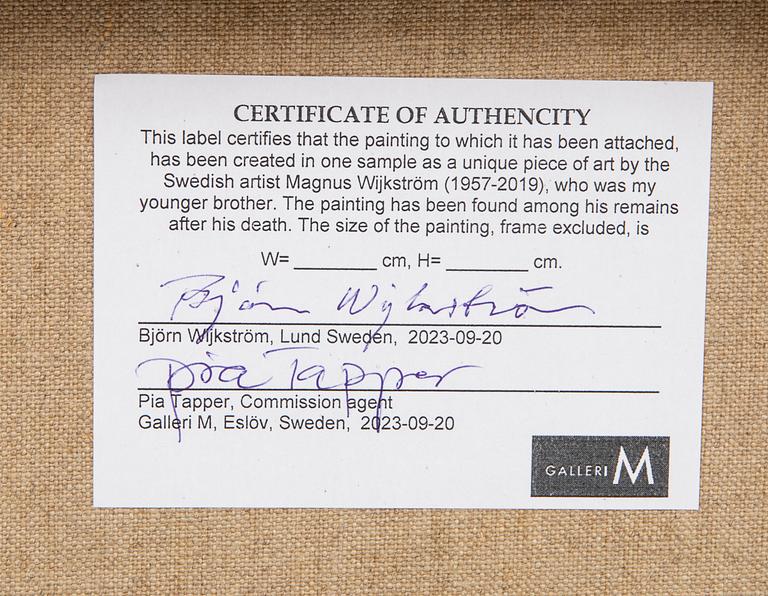 CERTIFICATE OF AUTHENCITY
This label certifies that the painting to which it has been attached,
has been created in one sample as a unique piece of art by the
Swedish artist Magnus Wijkström (1957-2019), who was my
younger brother. The painting has been found among his remains
after his death. The size of the painting, frame excluded, is
W= ________ cm, H= ________ cm.
Björn Wijkström
Björn Wijkström, Lund Sweden, 2023-09-20
Pia Tapper
Pia Tapper, Commission agent
Galleri M, Eslöv, Sweden, 2023-09-20
GALLERI M